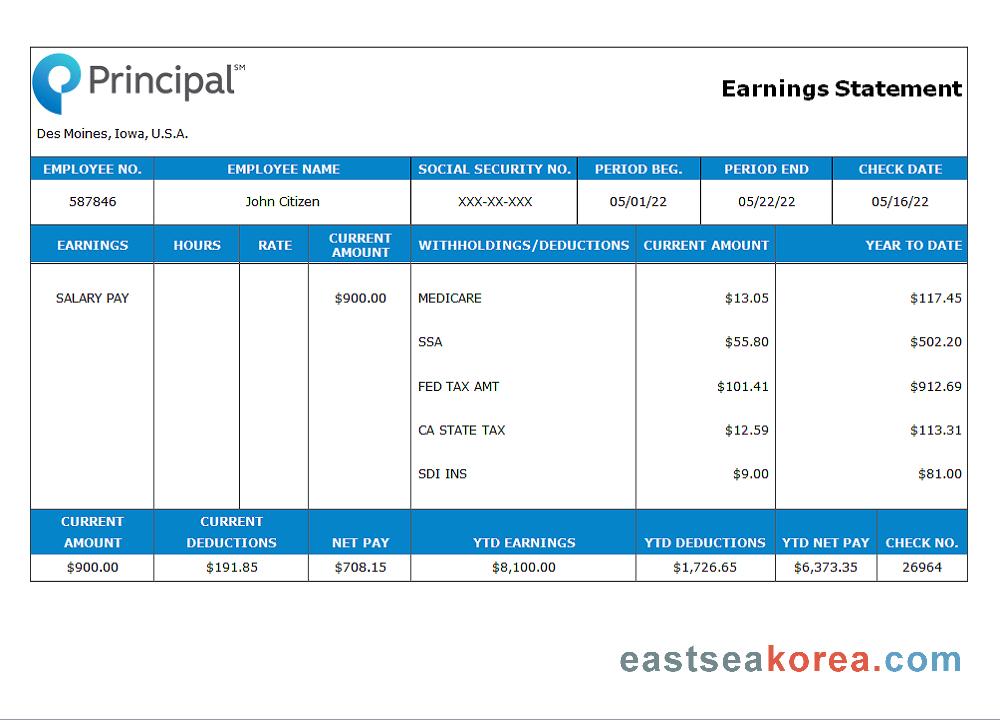 Principal℠
Earnings Statement
Des Moines, Iowa, U.S.A.
EMPLOYEE NO. EMPLOYEE NAME SOCIAL SECURITY NO. PERIOD BEG. PERIOD END CHECK DATE
587846 John Citizen XXX-XX-XXX 05/01/22 05/22/22 05/16/22
EARNINGS HOURS RATE CURRENT AMOUNT WITHHOLDINGS/DEDUCTIONS CURRENT AMOUNT YEAR TO DATE
SALARY PAY $900.00 MEDICARE $13.05 $117.45
SSA $55.80 $502.20
FED TAX AMT $101.41 $912.69
CA STATE TAX $12.59 $113.31
SDI INS $9.00 $81.00
CURRENT AMOUNT CURRENT DEDUCTIONS NET PAY YTD EARNINGS YTD DEDUCTIONS YTD NET PAY CHECK NO.
$900.00 $191.85 $708.15 $8,100.00 $1,726.65 $6,373.35 26964
eastseakorea.com